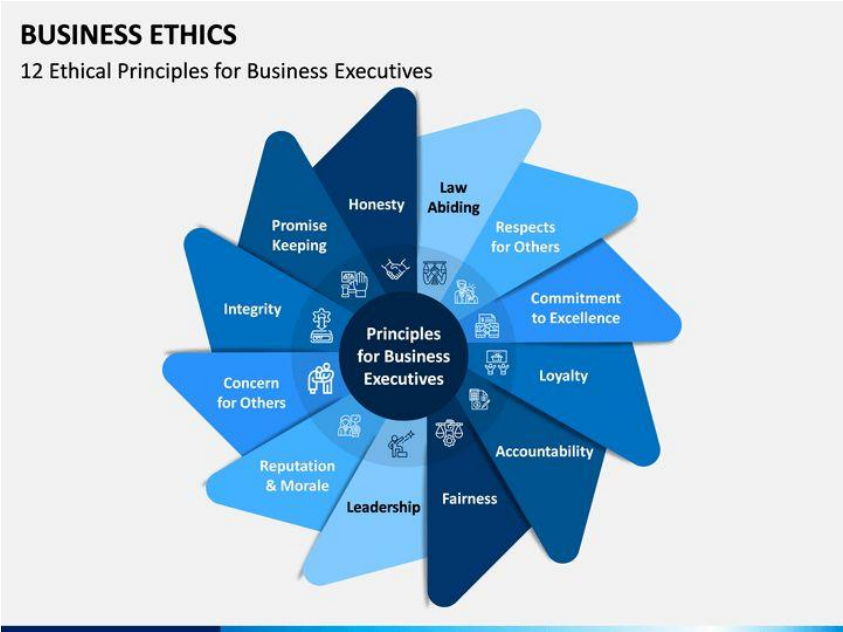 BUSINESS ETHICS
12 Ethical Principles for Business Executives
Honesty
Law
Abiding
Respects
for Others
Commitment
to Excellence
Loyalty
Accountability
Fairness
Leadership
Reputation
& Morale
Concern
for Others
Integrity
Promise
Keeping
Principles
for Business
Executives